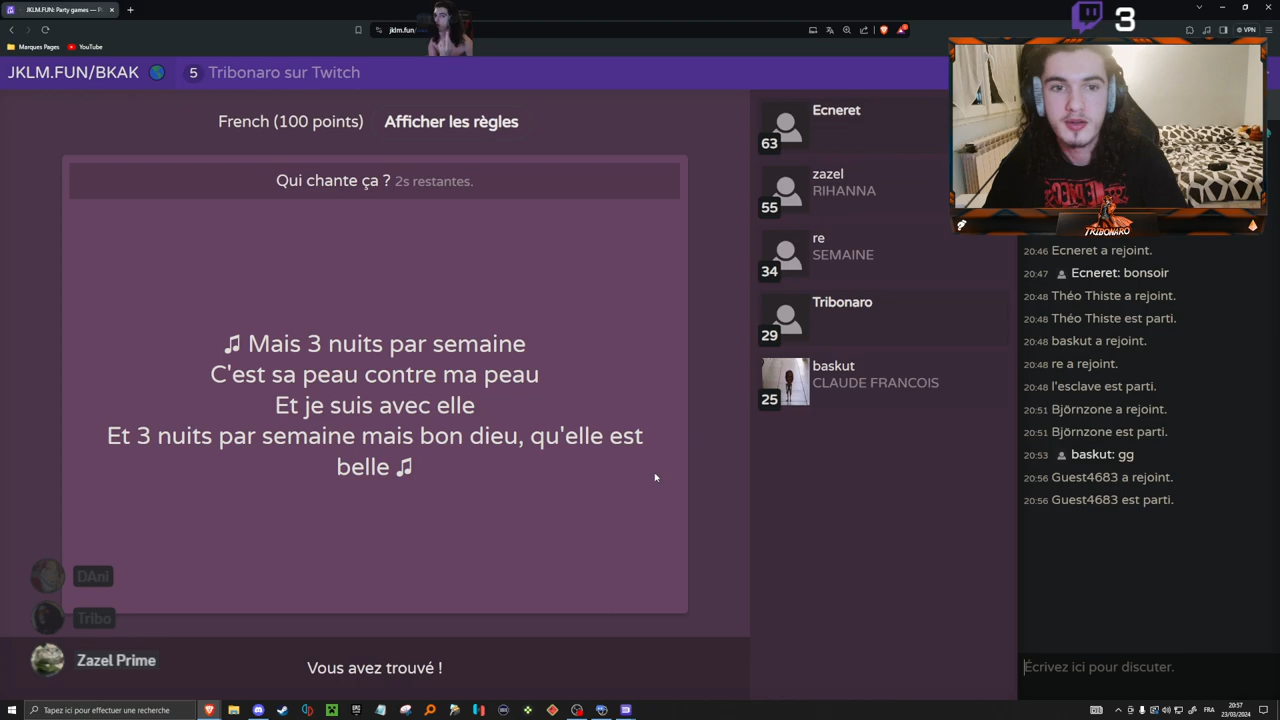 JKLM.FUN: Party games —
jklm.fun/
3
VPN
Marques Pages
YouTube
JKLM.FUN/BKAK
5 Tribonaro sur Twitch
French (100 points) Afficher les règles
Qui chante ça ? 2s restantes.
♫ Mais 3 nuits par semaine
C'est sa peau contre ma peau
Et je suis avec elle
Et 3 nuits par semaine mais bon dieu, qu'elle est
belle ♫
DAni
Tribo
Zazel Prime
Vous avez trouvé !
Ecneret
63
zazel
RIHANNA
55
re
SEMAINE
34
Tribonaro
29
baskut
CLAUDE FRANCOIS
25
TRIBONARO
20:46 Ecneret a rejoint.
20:47 Ecneret: bonsoir
20:48 Théo Thiste a rejoint.
20:48 Théo Thiste est parti.
20:48 baskut a rejoint.
20:48 re a rejoint.
20:48 l'esclave est parti.
20:51 Bjōrnzone a rejoint.
20:51 Bjōrnzone est parti.
20:53 baskut: gg
20:56 Guest4683 a rejoint.
20:56 Guest4683 est parti.
Écrivez ici pour discuter.
Tapez ici pour effectuer une recherche
FRA
20:57
23/03/2024